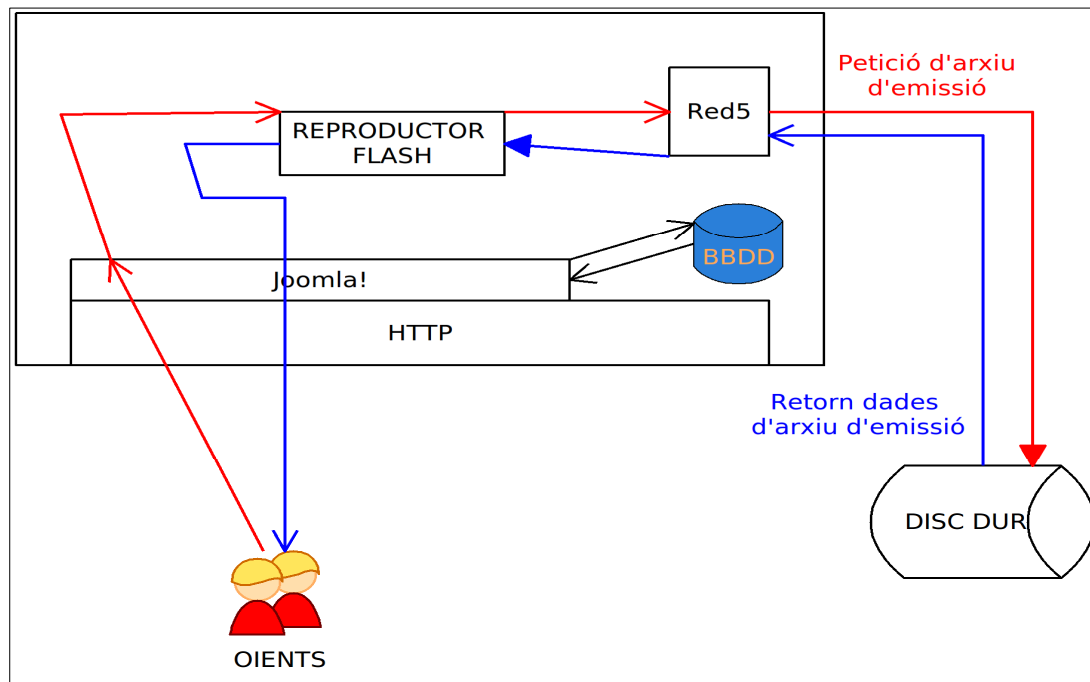 Petició d'arxiu
d'emissió
Red5
REPRODUCTOR
FLASH
BBDD
Joomla!
HTTP
Retorn dades
d'arxiu d'emissió
DISC DUR
OIENTS